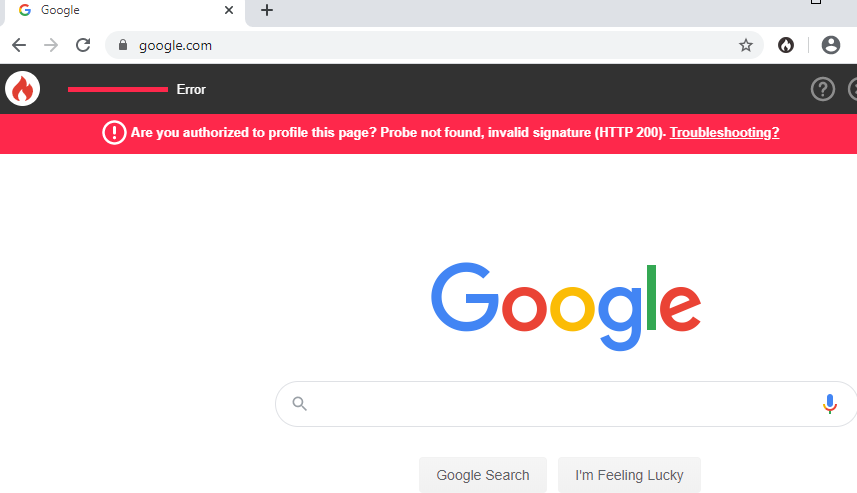 Google
google.com
Error
Are you authorized to profile this page? Probe not found, invalid signature (HTTP 200). Troubleshooting?
Google
Google Search
I'm Feeling Lucky